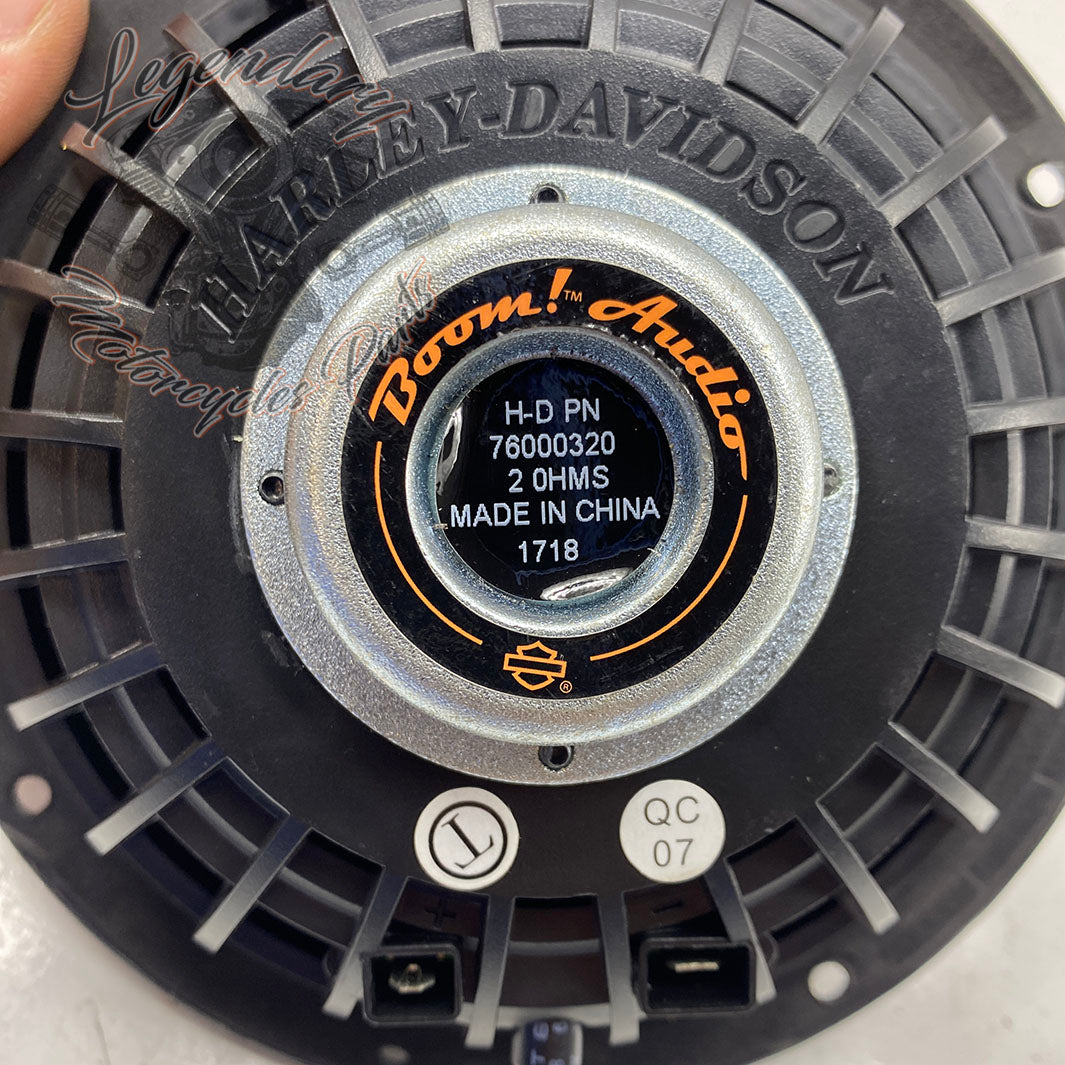 Legendary
Motorcycles Parts
HARLEY-DAVIDSON
Boom!™ Audio
H-D PN
76000320
2 0HMS
MADE IN CHINA
1718
®
L
QC
07
+ -